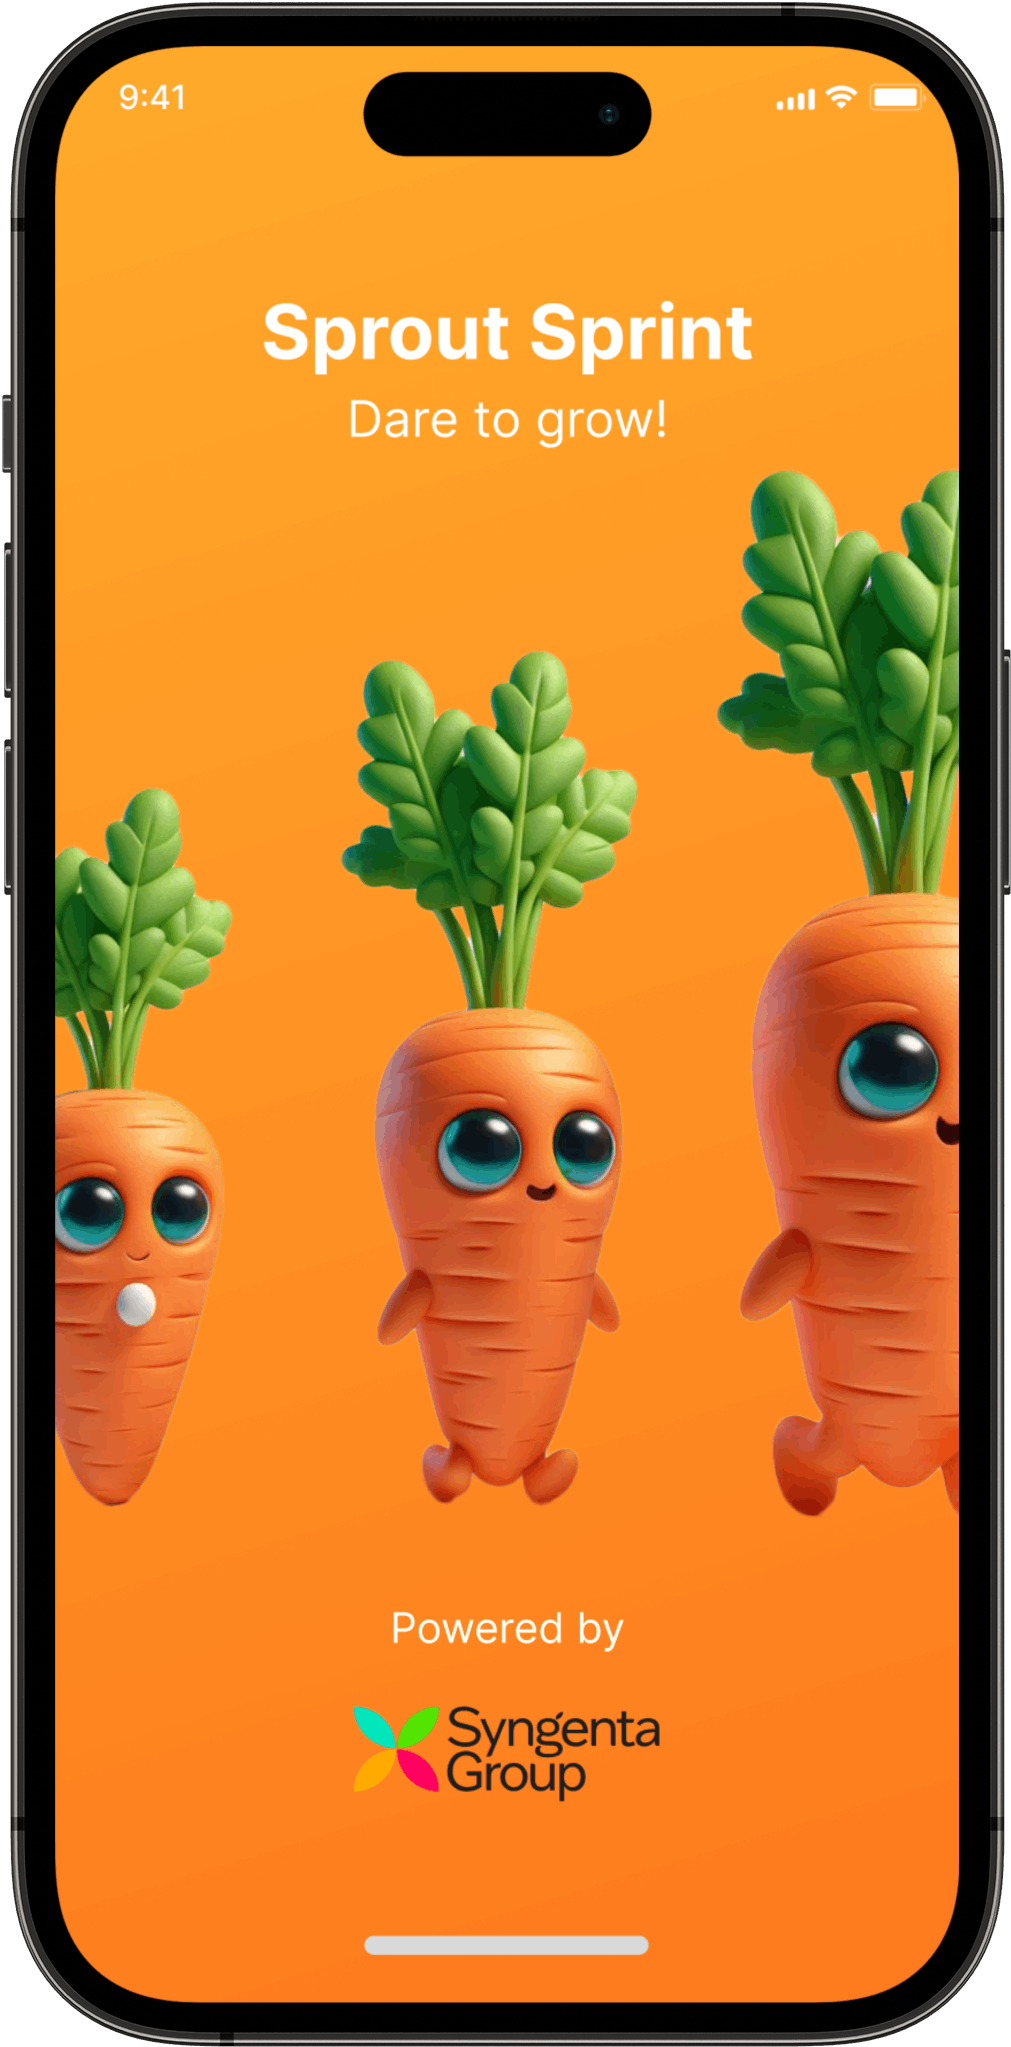 9:41
Sprout Sprint
Dare to grow!
Powered by
Syngenta
Group